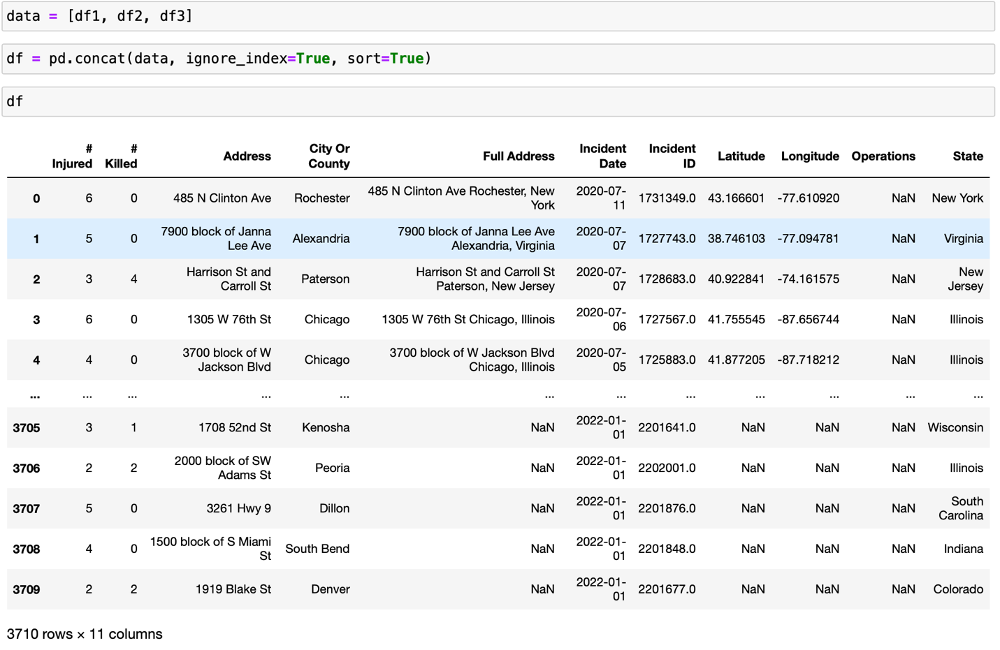 data = [df1, df2, df3]
df = pd.concat(data, ignore_index=True, sort=True)
df
# Injured # Killed Address City Or County Full Address Incident Date Incident ID Latitude Longitude Operations State
0 6 0 485 N Clinton Ave Rochester 485 N Clinton Ave Rochester, New York 2020-07-11 1731349.0 43.166601 -77.610920 NaN New York
1 5 0 7900 block of Janna Lee Ave Alexandria 7900 block of Janna Lee Ave Alexandria, Virginia 2020-07-07 1727743.0 38.746103 -77.094781 NaN Virginia
2 3 4 Harrison St and Carroll St Paterson Harrison St and Carroll St Paterson, New Jersey 2020-07-07 1728683.0 40.922841 -74.161575 NaN New Jersey
3 6 0 1305 W 76th St Chicago 1305 W 76th St Chicago, Illinois 2020-07-06 1727567.0 41.755545 -87.656744 NaN Illinois
4 4 0 3700 block of W Jackson Blvd Chicago 3700 block of W Jackson Blvd Chicago, Illinois 2020-07-05 1725883.0 41.877205 -87.718212 NaN Illinois
... ... ... ... ... ... ... ... ... ... ... ...
3705 3 1 1708 52nd St Kenosha NaN 2022-01-01 2201641.0 NaN NaN NaN Wisconsin
3706 2 2 2000 block of SW Adams St Peoria NaN 2022-01-01 2202001.0 NaN NaN NaN Illinois
3707 5 0 3261 Hwy 9 Dillon NaN 2022-01-01 2201876.0 NaN NaN NaN South Carolina
3708 4 0 1500 block of S Miami St South Bend NaN 2022-01-01 2201848.0 NaN NaN NaN Indiana
3709 2 2 1919 Blake St Denver NaN 2022-01-01 2201677.0 NaN NaN NaN Colorado
3710 rows × 11 columns